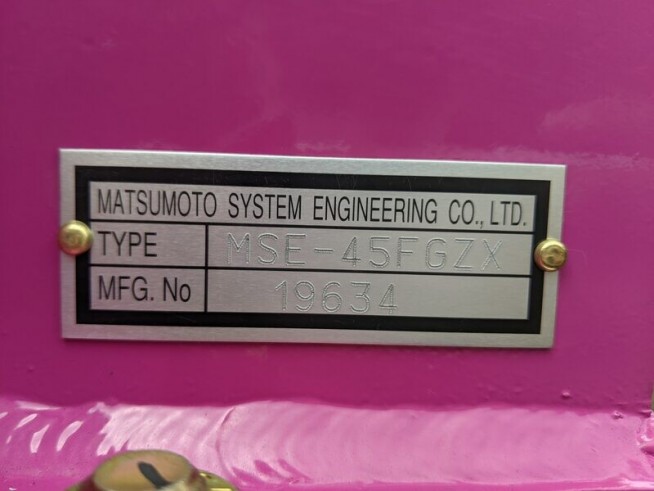 MATSUMOTO SYSTEM ENGINEERING CO., LTD.
TYPE MSE-45FGZX
MFG. No 19634